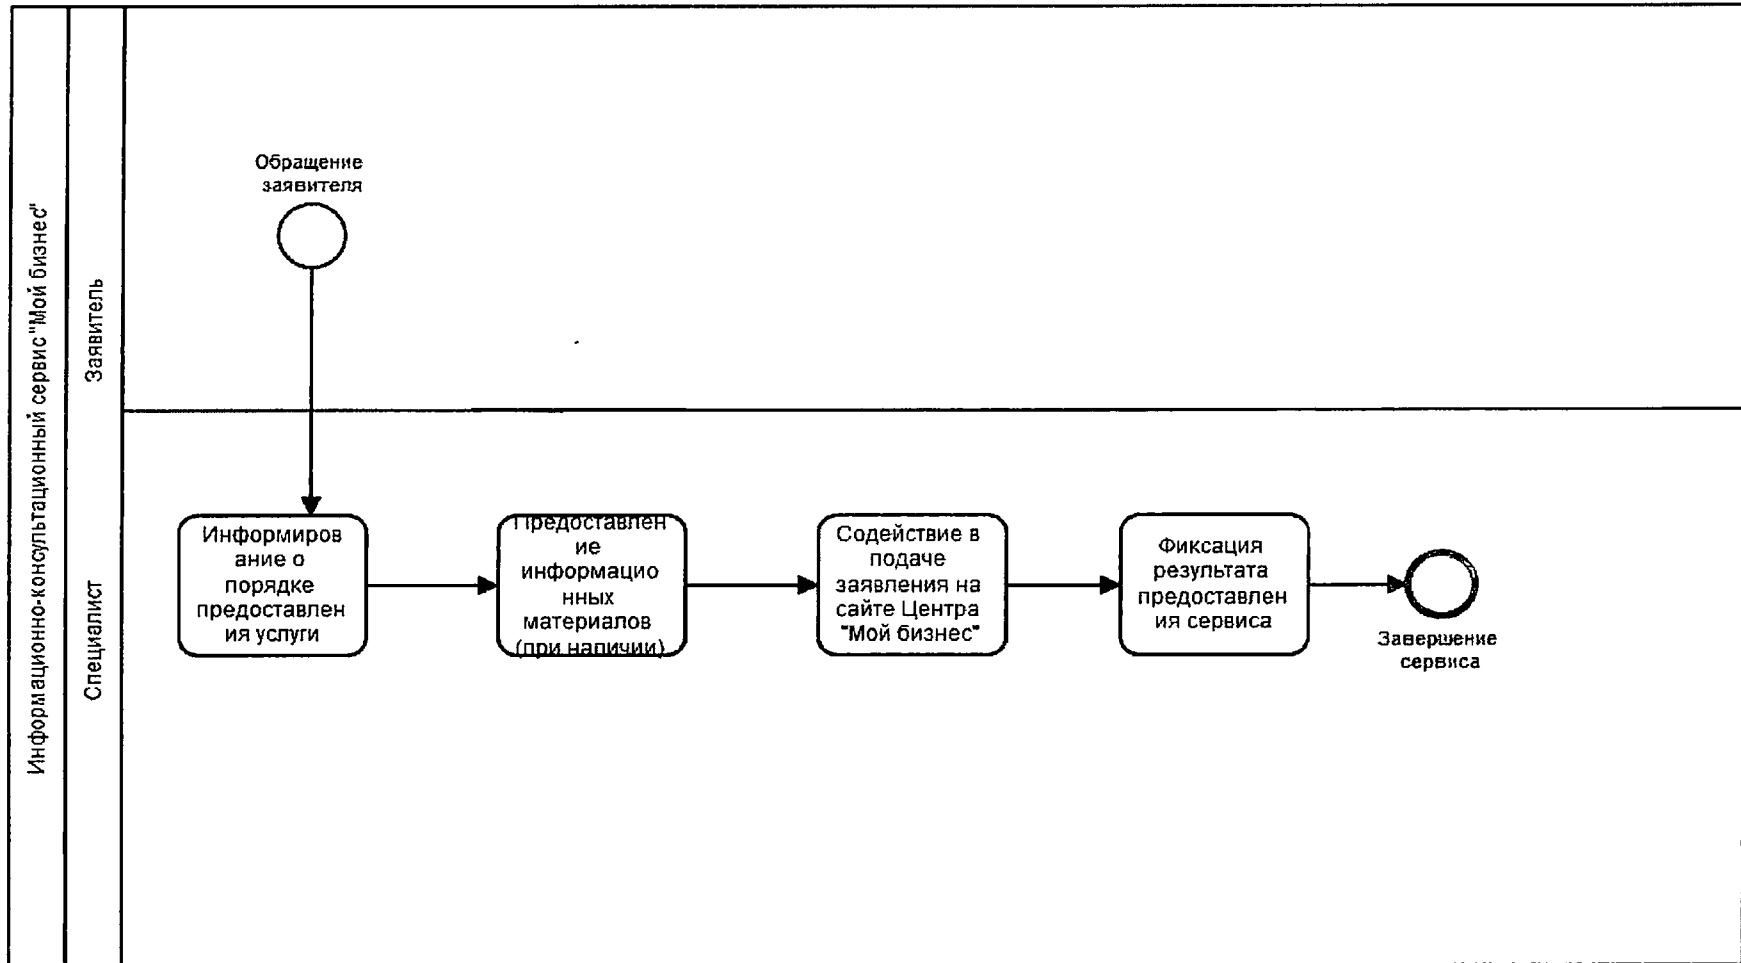 Информационно-консультационный сервис "Мой бизнес"
Заявитель
Обращение
заявителя
Специалист
Информиров
ание о
порядке
предоставлен
ия услуги
Предоставлен
ие
информацио
нных
материалов
(при наличии)
Содействие в
подаче
заявления на
сайте Центра
"Мой бизнес"
Фиксация
результата
предоставлен
ия сервиса
Завершение
сервиса